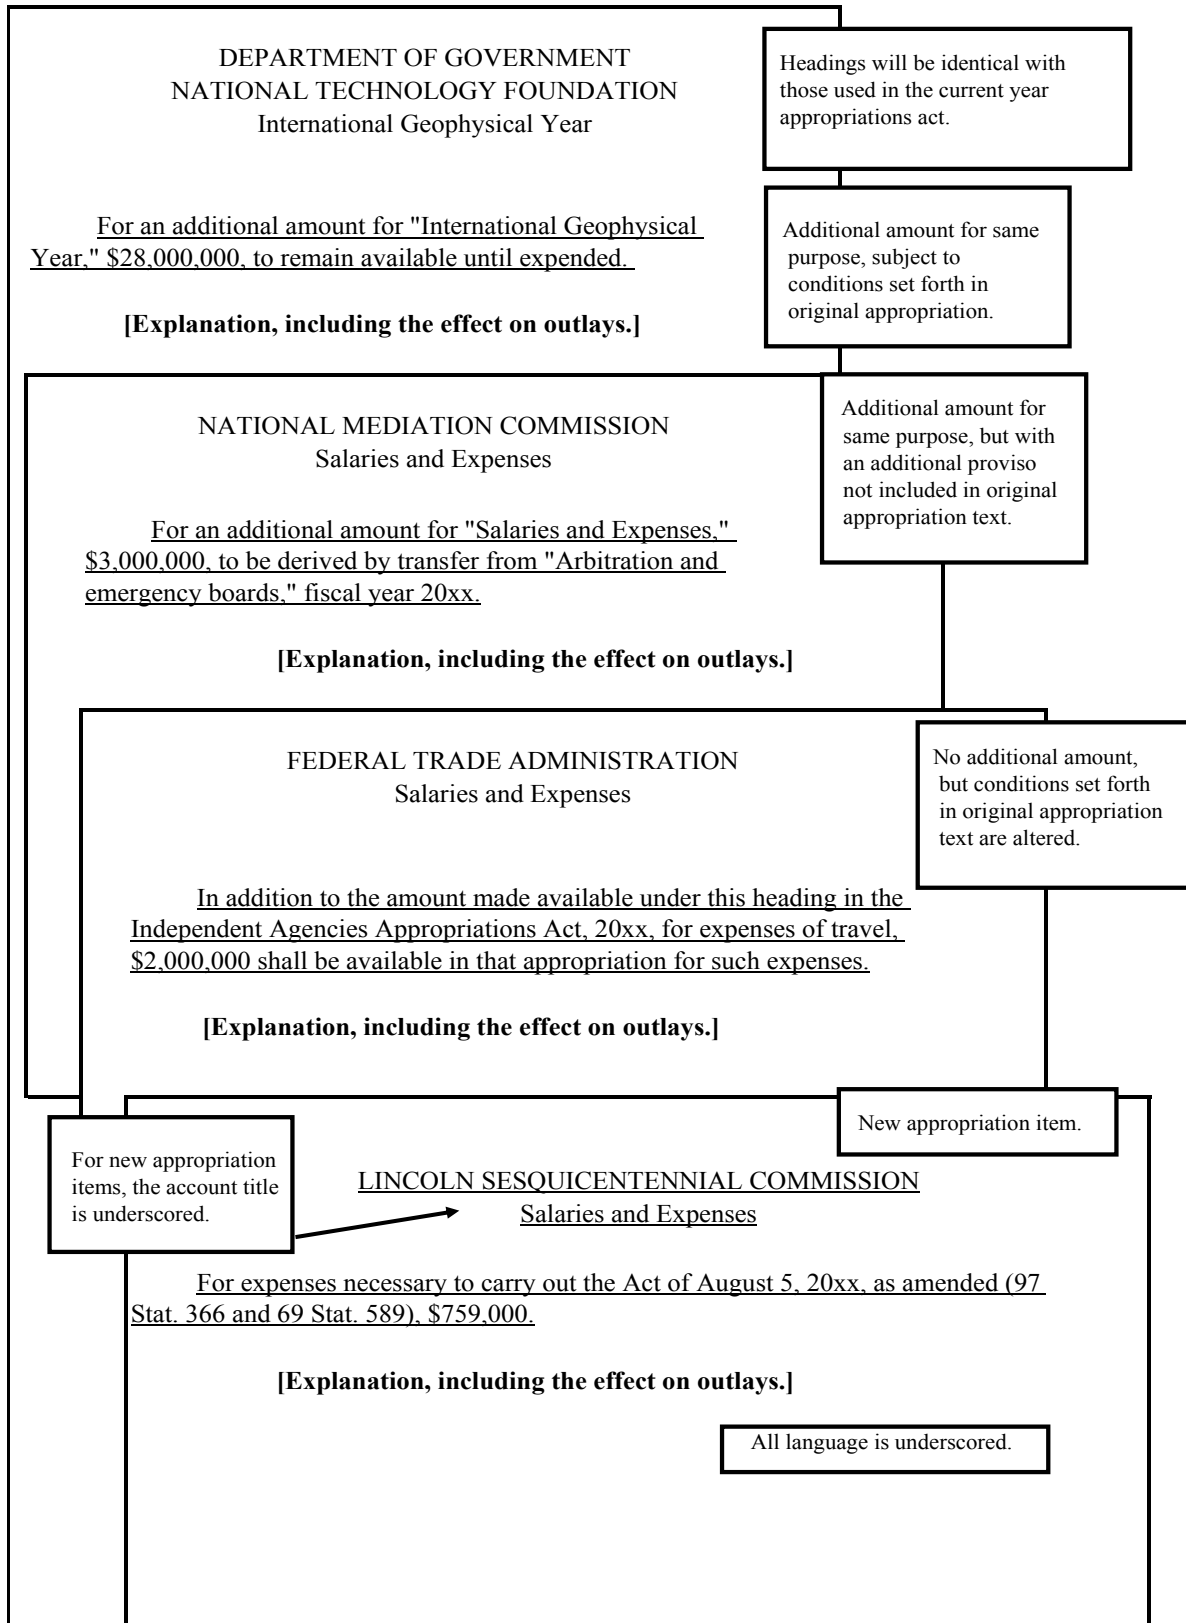 DEPARTMENT OF GOVERNMENT
NATIONAL TECHNOLOGY FOUNDATION
International Geophysical Year
Headings will be identical with
those used in the current year
appropriations act.
For an additional amount for "International Geophysical
Year," $28,000,000, to remain available until expended.
[Explanation, including the effect on outlays.]
Additional amount for same
purpose, subject to
conditions set forth in
original appropriation.
NATIONAL MEDIATION COMMISSION
Salaries and Expenses
Additional amount for
same purpose, but with
an additional proviso
not included in original
appropriation text.
For an additional amount for "Salaries and Expenses,"
$3,000,000, to be derived by transfer from "Arbitration and
emergency boards," fiscal year 20xx.
[Explanation, including the effect on outlays.]
FEDERAL TRADE ADMINISTRATION
Salaries and Expenses
No additional amount,
but conditions set forth
in original appropriation
text are altered.
In addition to the amount made available under this heading in the
Independent Agencies Appropriations Act, 20xx, for expenses of travel,
$2,000,000 shall be available in that appropriation for such expenses.
[Explanation, including the effect on outlays.]
New appropriation item.
For new appropriation
items, the account title
is underscored.
LINCOLN SESQUICENTENNIAL COMMISSION
Salaries and Expenses
For expenses necessary to carry out the Act of August 5, 20xx, as amended (97
Stat. 366 and 69 Stat. 589), $759,000.
[Explanation, including the effect on outlays.]
All language is underscored.